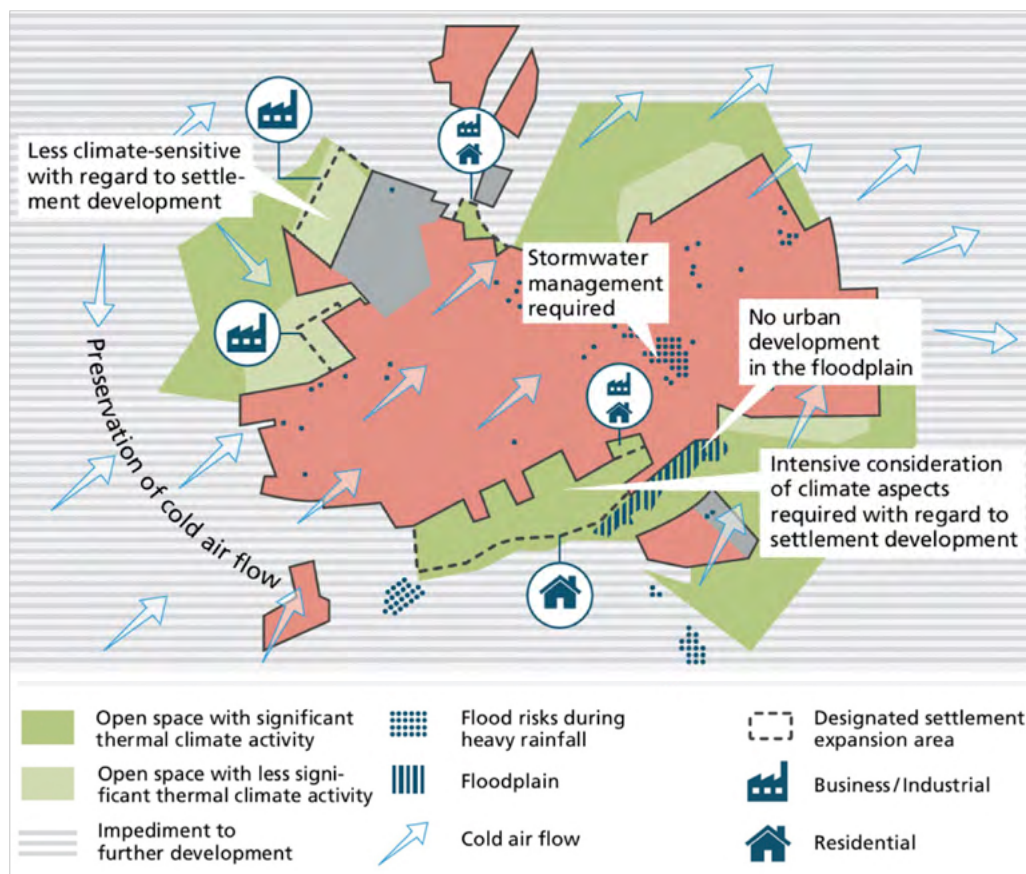 Less climate-sensitive
with regard to settle-
ment development
Stormwater
management
required
No urban
development
in the floodplain
Preservation of cold air flow
Intensive consideration
of climate aspects
required with regard to
settlement development
Open space with significant
thermal climate activity
Open space with less signi-
ficant thermal climate activity
Impediment to
further development
Flood risks during
heavy rainfall
Floodplain
Cold air flow
Designated settlement
expansion area
Business/Industrial
Residential